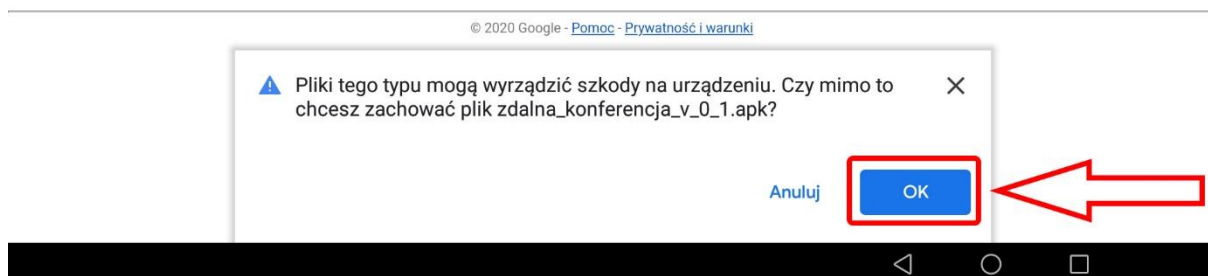 © 2020 Google - Pomoc - Prywatność i warunki
Pliki tego typu mogą wyrządzić szkody na urządzeniu. Czy mimo to
chcesz zachować plik zdalna_konferencja_v_0_1.apk?
Anuluj
OK